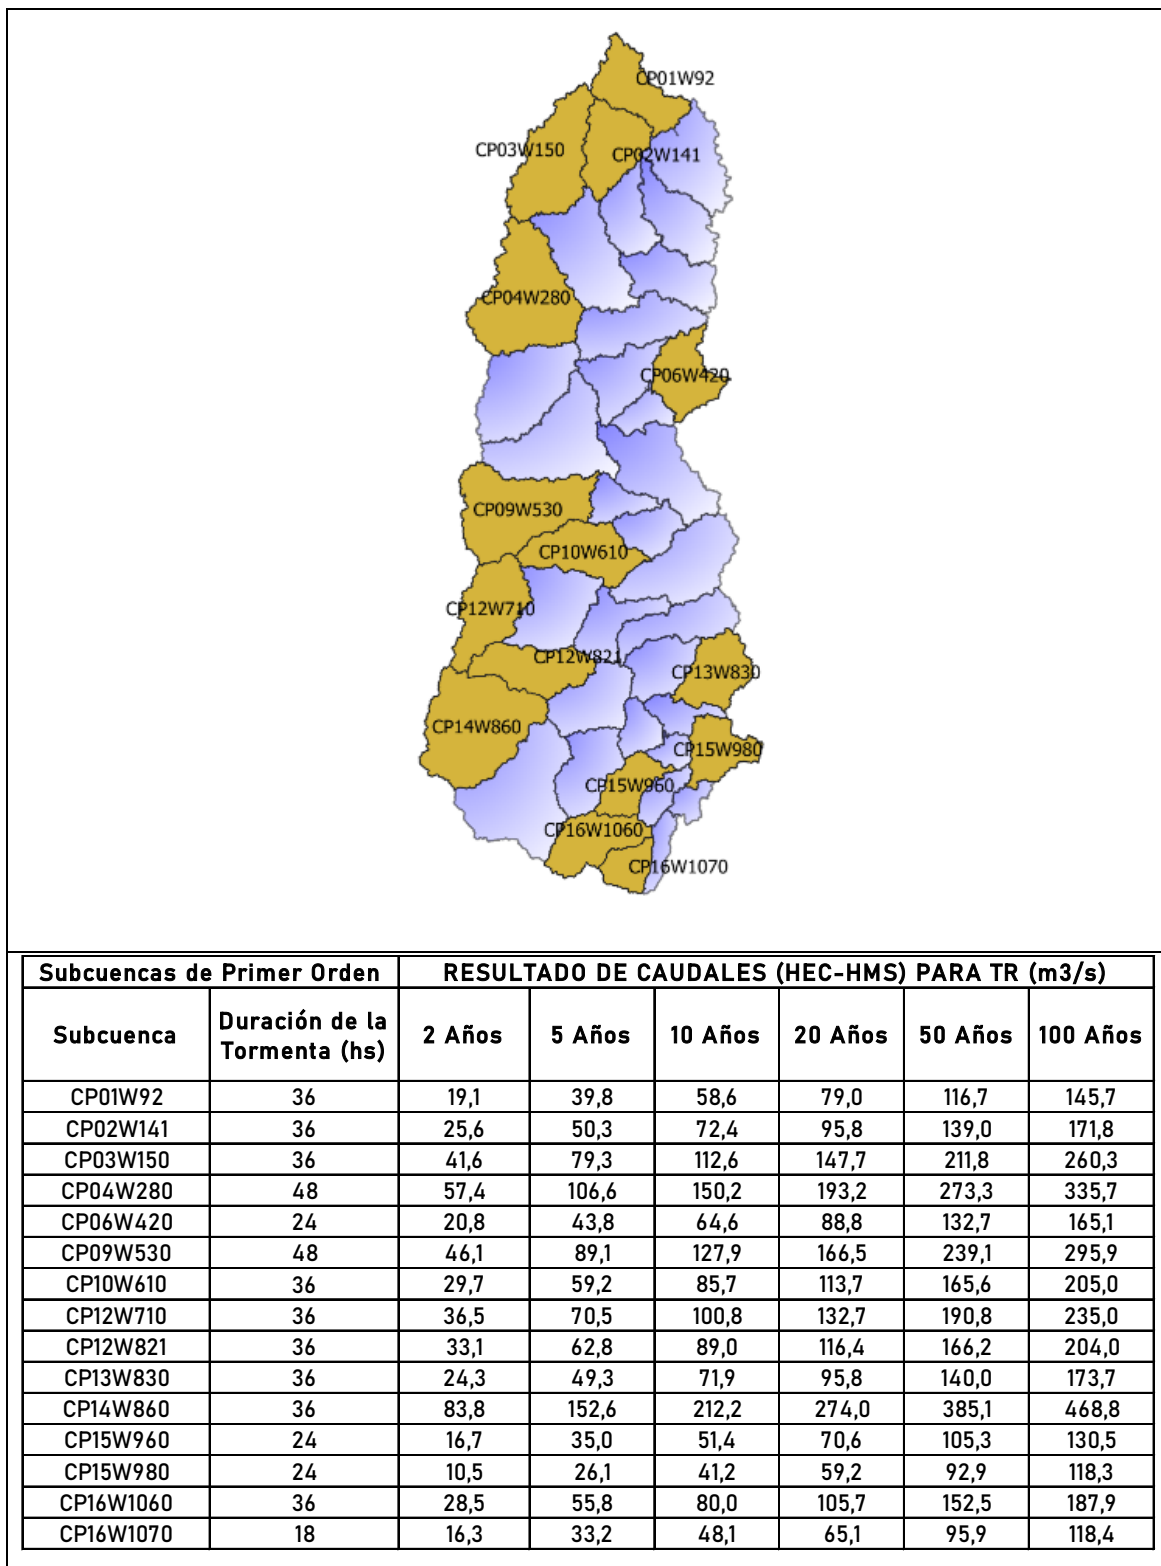 CP01W92
CP03W150
CP02W141
CP04W280
CP06W420
CP09W530
CP10W610
CP12W710
CP12W821
CP13W830
CP14W860
CP15W980
CP15W960
CP16W1060
CP16W1070
Subcuencas de Primer Orden RESULTADO DE CAUDALES (HEC-HMS) PARA TR (m3/s)
Subcuenca Duración de la Tormenta (hs) 2 Años 5 Años 10 Años 20 Años 50 Años 100 Años
CP01W92 36 19,1 39,8 58,6 79,0 116,7 145,7
CP02W141 36 25,6 50,3 72,4 95,8 139,0 171,8
CP03W150 36 41,6 79,3 112,6 147,7 211,8 260,3
CP04W280 48 57,4 106,6 150,2 193,2 273,3 335,7
CP06W420 24 20,8 43,8 64,6 88,8 132,7 165,1
CP09W530 48 46,1 89,1 127,9 166,5 239,1 295,9
CP10W610 36 29,7 59,2 85,7 113,7 165,6 205,0
CP12W710 36 36,5 70,5 100,8 132,7 190,8 235,0
CP12W821 36 33,1 62,8 89,0 116,4 166,2 204,0
CP13W830 36 24,3 49,3 71,9 95,8 140,0 173,7
CP14W860 36 83,8 152,6 212,2 274,0 385,1 468,8
CP15W960 24 16,7 35,0 51,4 70,6 105,3 130,5
CP15W980 24 10,5 26,1 41,2 59,2 92,9 118,3
CP16W1060 36 28,5 55,8 80,0 105,7 152,5 187,9
CP16W1070 18 16,3 33,2 48,1 65,1 95,9 118,4